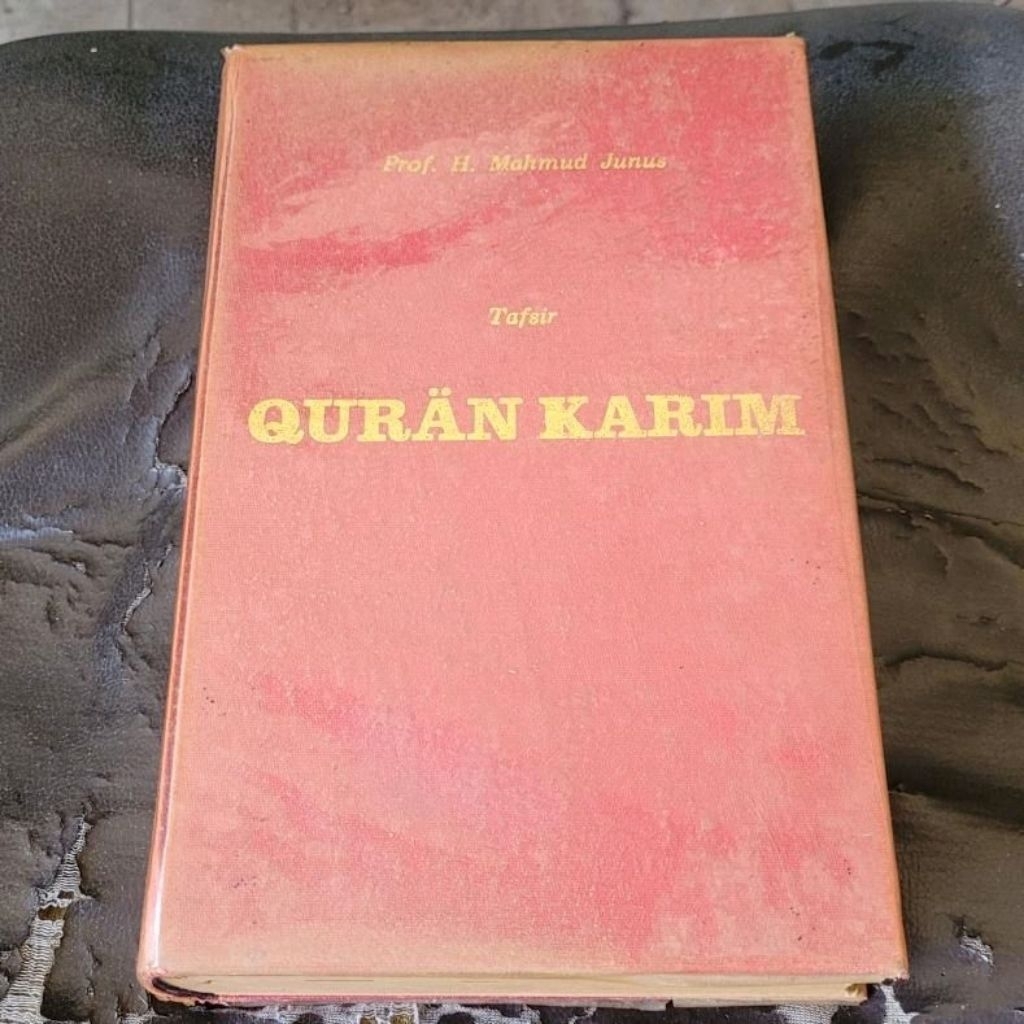 Prof. H. Mahmud Junus
Tafsir
QURÄN KARIM